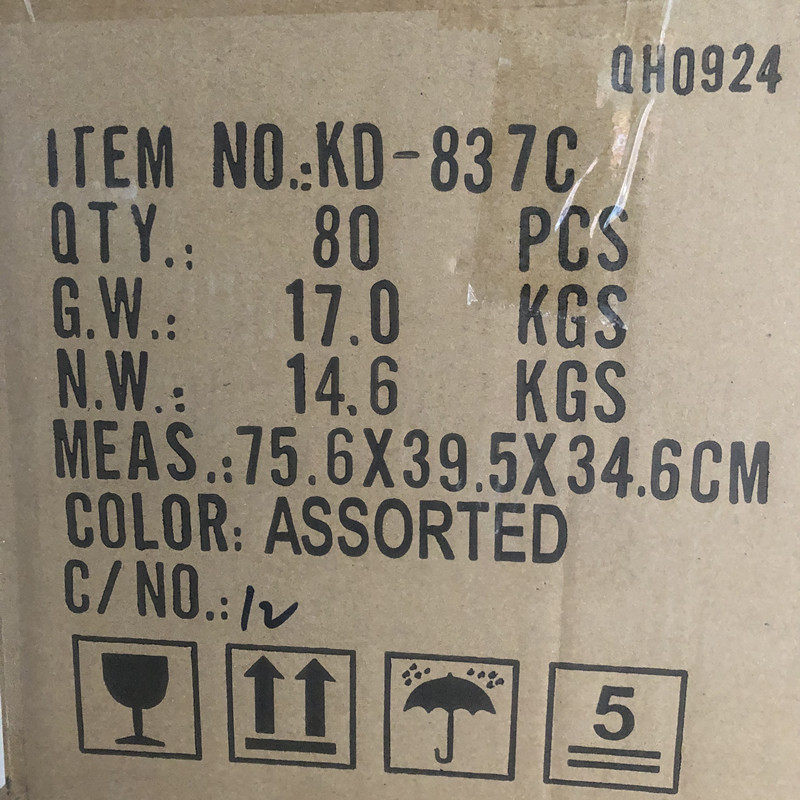 QH0924
ITEM NO.:KD-837C
QTY.: 80 PCS
G.W.: 17.0 KGS
N.W.: 14.6 KGS
MEAS.:75.6X39.5X34.6CM
COLOR: ASSORTED
C/NO.:12
5